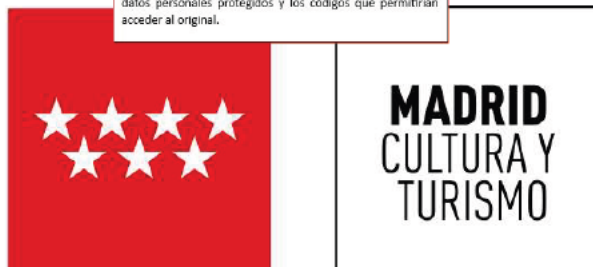 datos personales protegidos y los códigos que permitirían
acceder al original.
MADRID
CULTURA Y
TURISMO